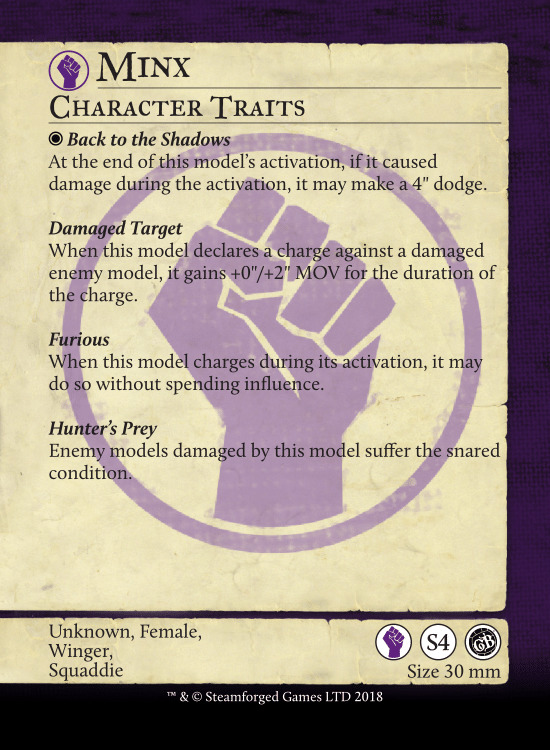 Minx
Character Traits
Back to the Shadows
At the end of this model’s activation, if it caused
damage during the activation, it may make a 4" dodge.
Damaged Target
When this model declares a charge against a damaged
enemy model, it gains +0"/+2" MOV for the duration of
the charge.
Furious
When this model charges during its activation, it may
do so without spending influence.
Hunter’s Prey
Enemy models damaged by this model suffer the snared
condition.
Unknown, Female,
Winger,
Squaddie
S4
GB
Size 30 mm
™ & © Steamforged Games LTD 2018